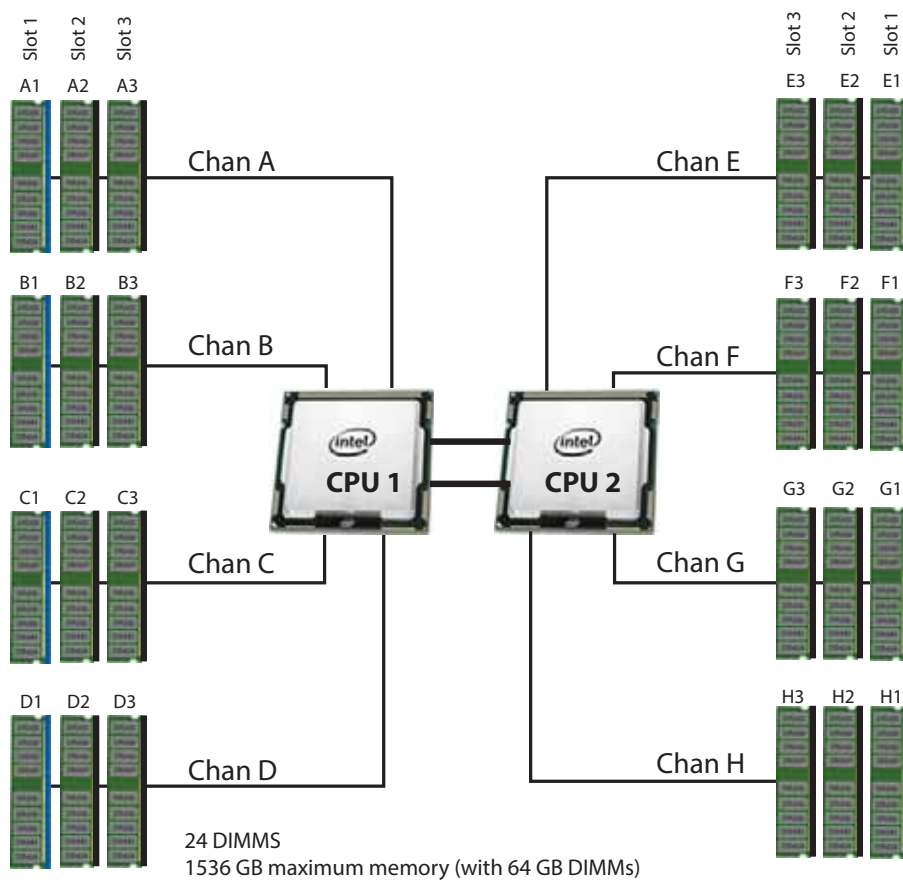 Slot 1 Slot 2 Slot 3
Slot 3 Slot 2 Slot 1
A1 A2 A3
E3 E2 E1
Chan A
Chan E
B1 B2 B3
F3 F2 F1
Chan B
Chan F
intel
CPU 1
intel
CPU 2
C1 C2 C3
G3 G2 G1
Chan C
Chan G
D1 D2 D3
H3 H2 H1
Chan D
Chan H
24 DIMMS
1536 GB maximum memory (with 64 GB DIMMs)